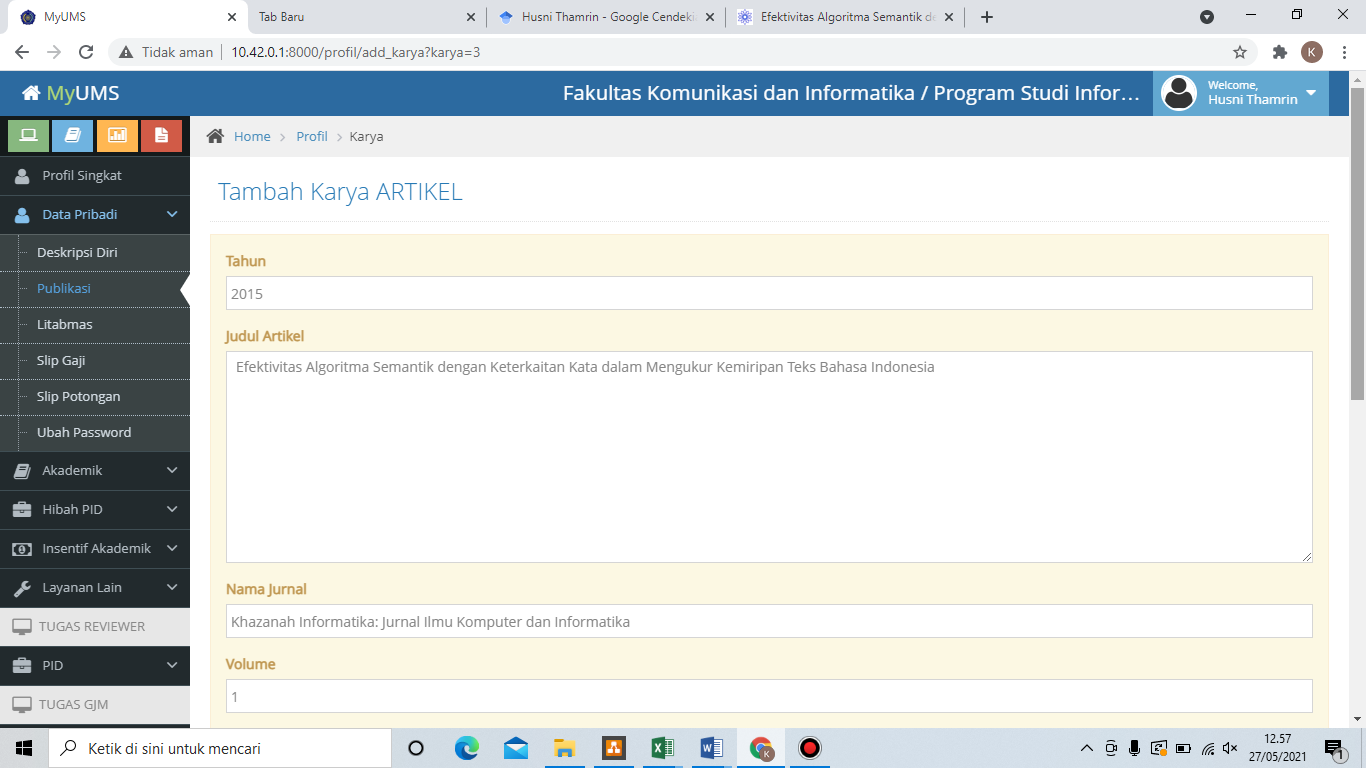 MyUMS
Tab Baru
Husni Thamrin - Google Cendeki
Efektivitas Algoritma Semantik de
Tidak aman
10.42.0.1:8000/profil/add_karya?karya=3
K
MyUMS
Fakultas Komunikasi dan Informatika / Program Studi Infor...
Welcome,
Husni Thamrin
Home > Profil > Karya
Profil Singkat
Data Pribadi
Deskripsi Diri
Publikasi
Litabmas
Slip Gaji
Slip Potongan
Ubah Password
Akademik
Hibah PID
Insentif Akademik
Layanan Lain
TUGAS REVIEWER
PID
TUGAS GJM
Tambah Karya ARTIKEL
Tahun
2015
Judul Artikel
Efektivitas Algoritma Semantik dengan Keterkaitan Kata dalam Mengukur Kemiripan Teks Bahasa Indonesia
Nama Jurnal
Khazanah Informatika: Jurnal Ilmu Komputer dan Informatika
Volume
1
Ketik di sini untuk mencari
K
12.57
27/05/2021
1